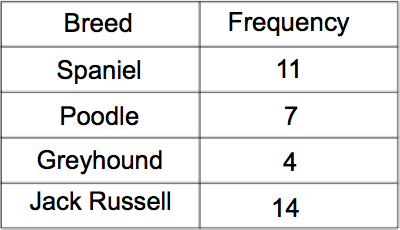 Breed Frequency
Spaniel 11
Poodle 7
Greyhound 4
Jack Russell 14